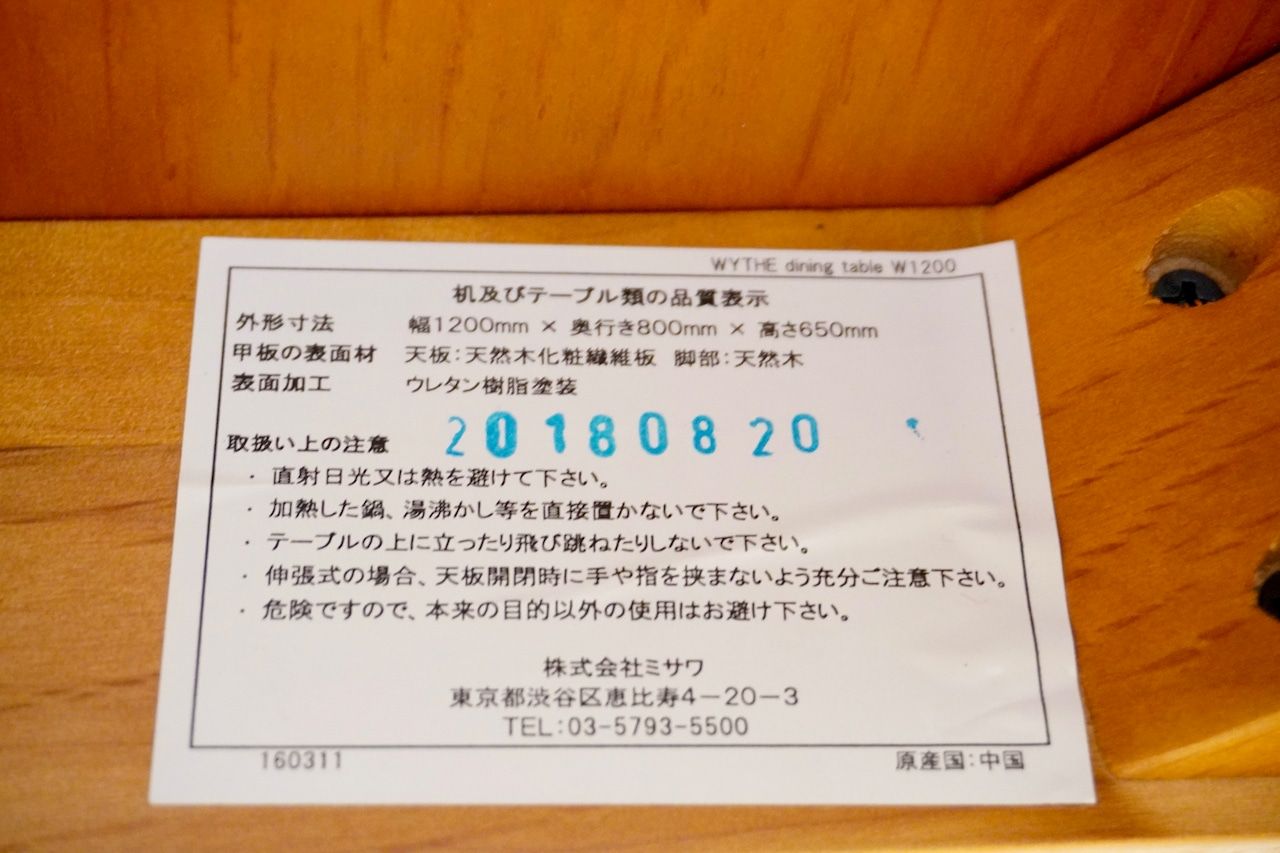 WYTHE dining table W1200
机及びテーブル類の品質表示
外形寸法 幅1200mm × 奥行き800mm × 高さ650mm
甲板の表面材 天板:天然木化粧繊維板 脚部:天然木
表面加工 ウレタン樹脂塗装
20180820
取扱い上の注意
・ 直射日光又は熱を避けて下さい。
・ 加熱した鍋、湯沸かし等を直接置かないで下さい。
・ テーブルの上に立ったり飛び跳ねたりしないで下さい。
・ 伸張式の場合、天板開閉時に手や指を挟まないよう充分ご注意下さい。
・ 危険ですので、本来の目的以外の使用はお避け下さい。
株式会社ミサワ
東京都渋谷区恵比寿4-20-3
TEL:03-5793-5500
160311 原産国:中国